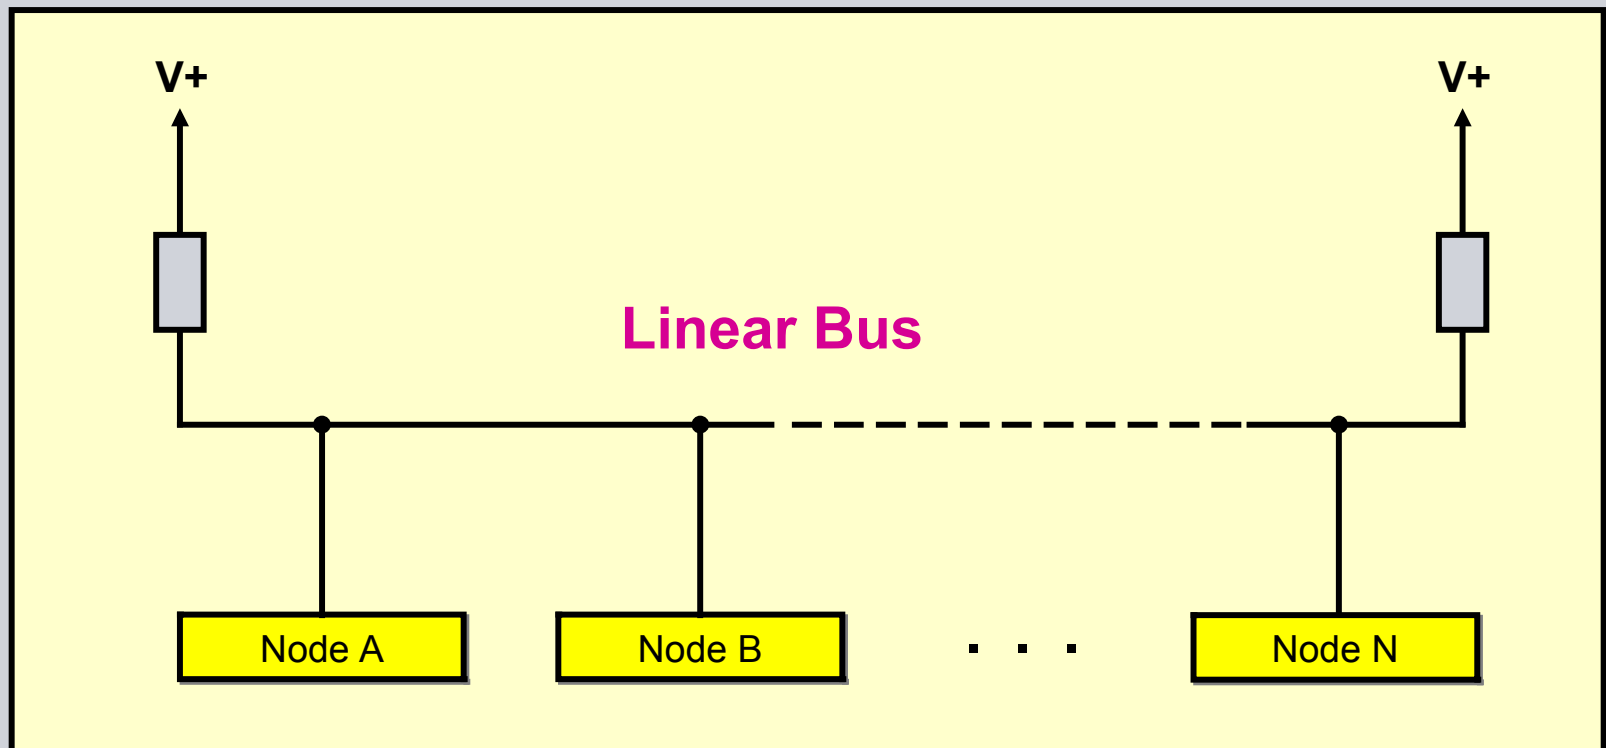 V+ V+
Linear Bus
Node A Node B . . . Node N